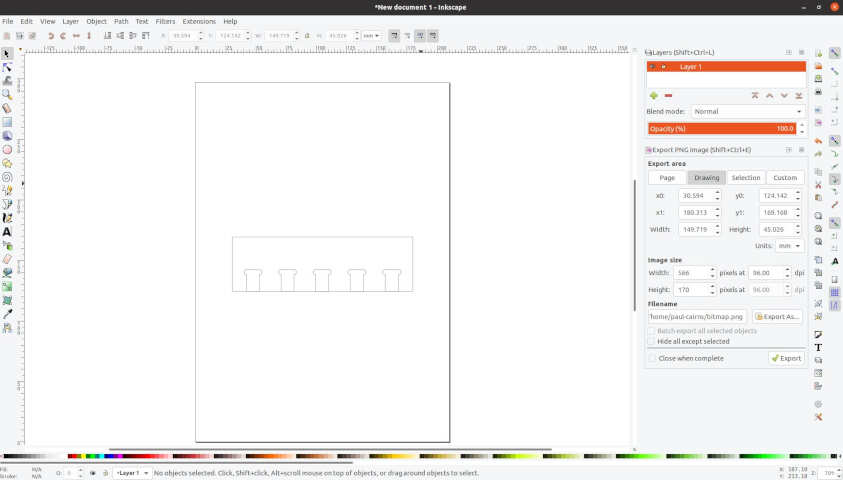 *New document 1 - Inkscape
File Edit View Layer Object Path Text Filters Extensions Help
X: 30.594 Y: 124.142 W: 149.719 H: 45.026 mm
Layers (Shift+Ctrl+L)
Layer 1
Blend mode: Normal
Opacity (%) 100.0
Export PNG Image (Shift+Ctrl+E)
Export area
Page Drawing Selection Custom
x0: 30.594 y0: 124.142
x1: 180.313 y1: 169.168
Width: 149.719 Height: 45.026
Units: mm
Image size
Width: 566 pixels at 96.00 dpi
Height: 170 pixels at 96.00 dpi
Filename
home/paul-cairns/bitmap.png Export As...
Batch export all selected objects
Hide all except selected
Close when complete Export
Fill: N/A
Stroke: N/A
O: 0
Layer 1
No objects selected. Click, Shift+click, Alt+scroll mouse on top of objects, or drag around objects to select.
X: 187.10
Y: 213.10
Z: 70%